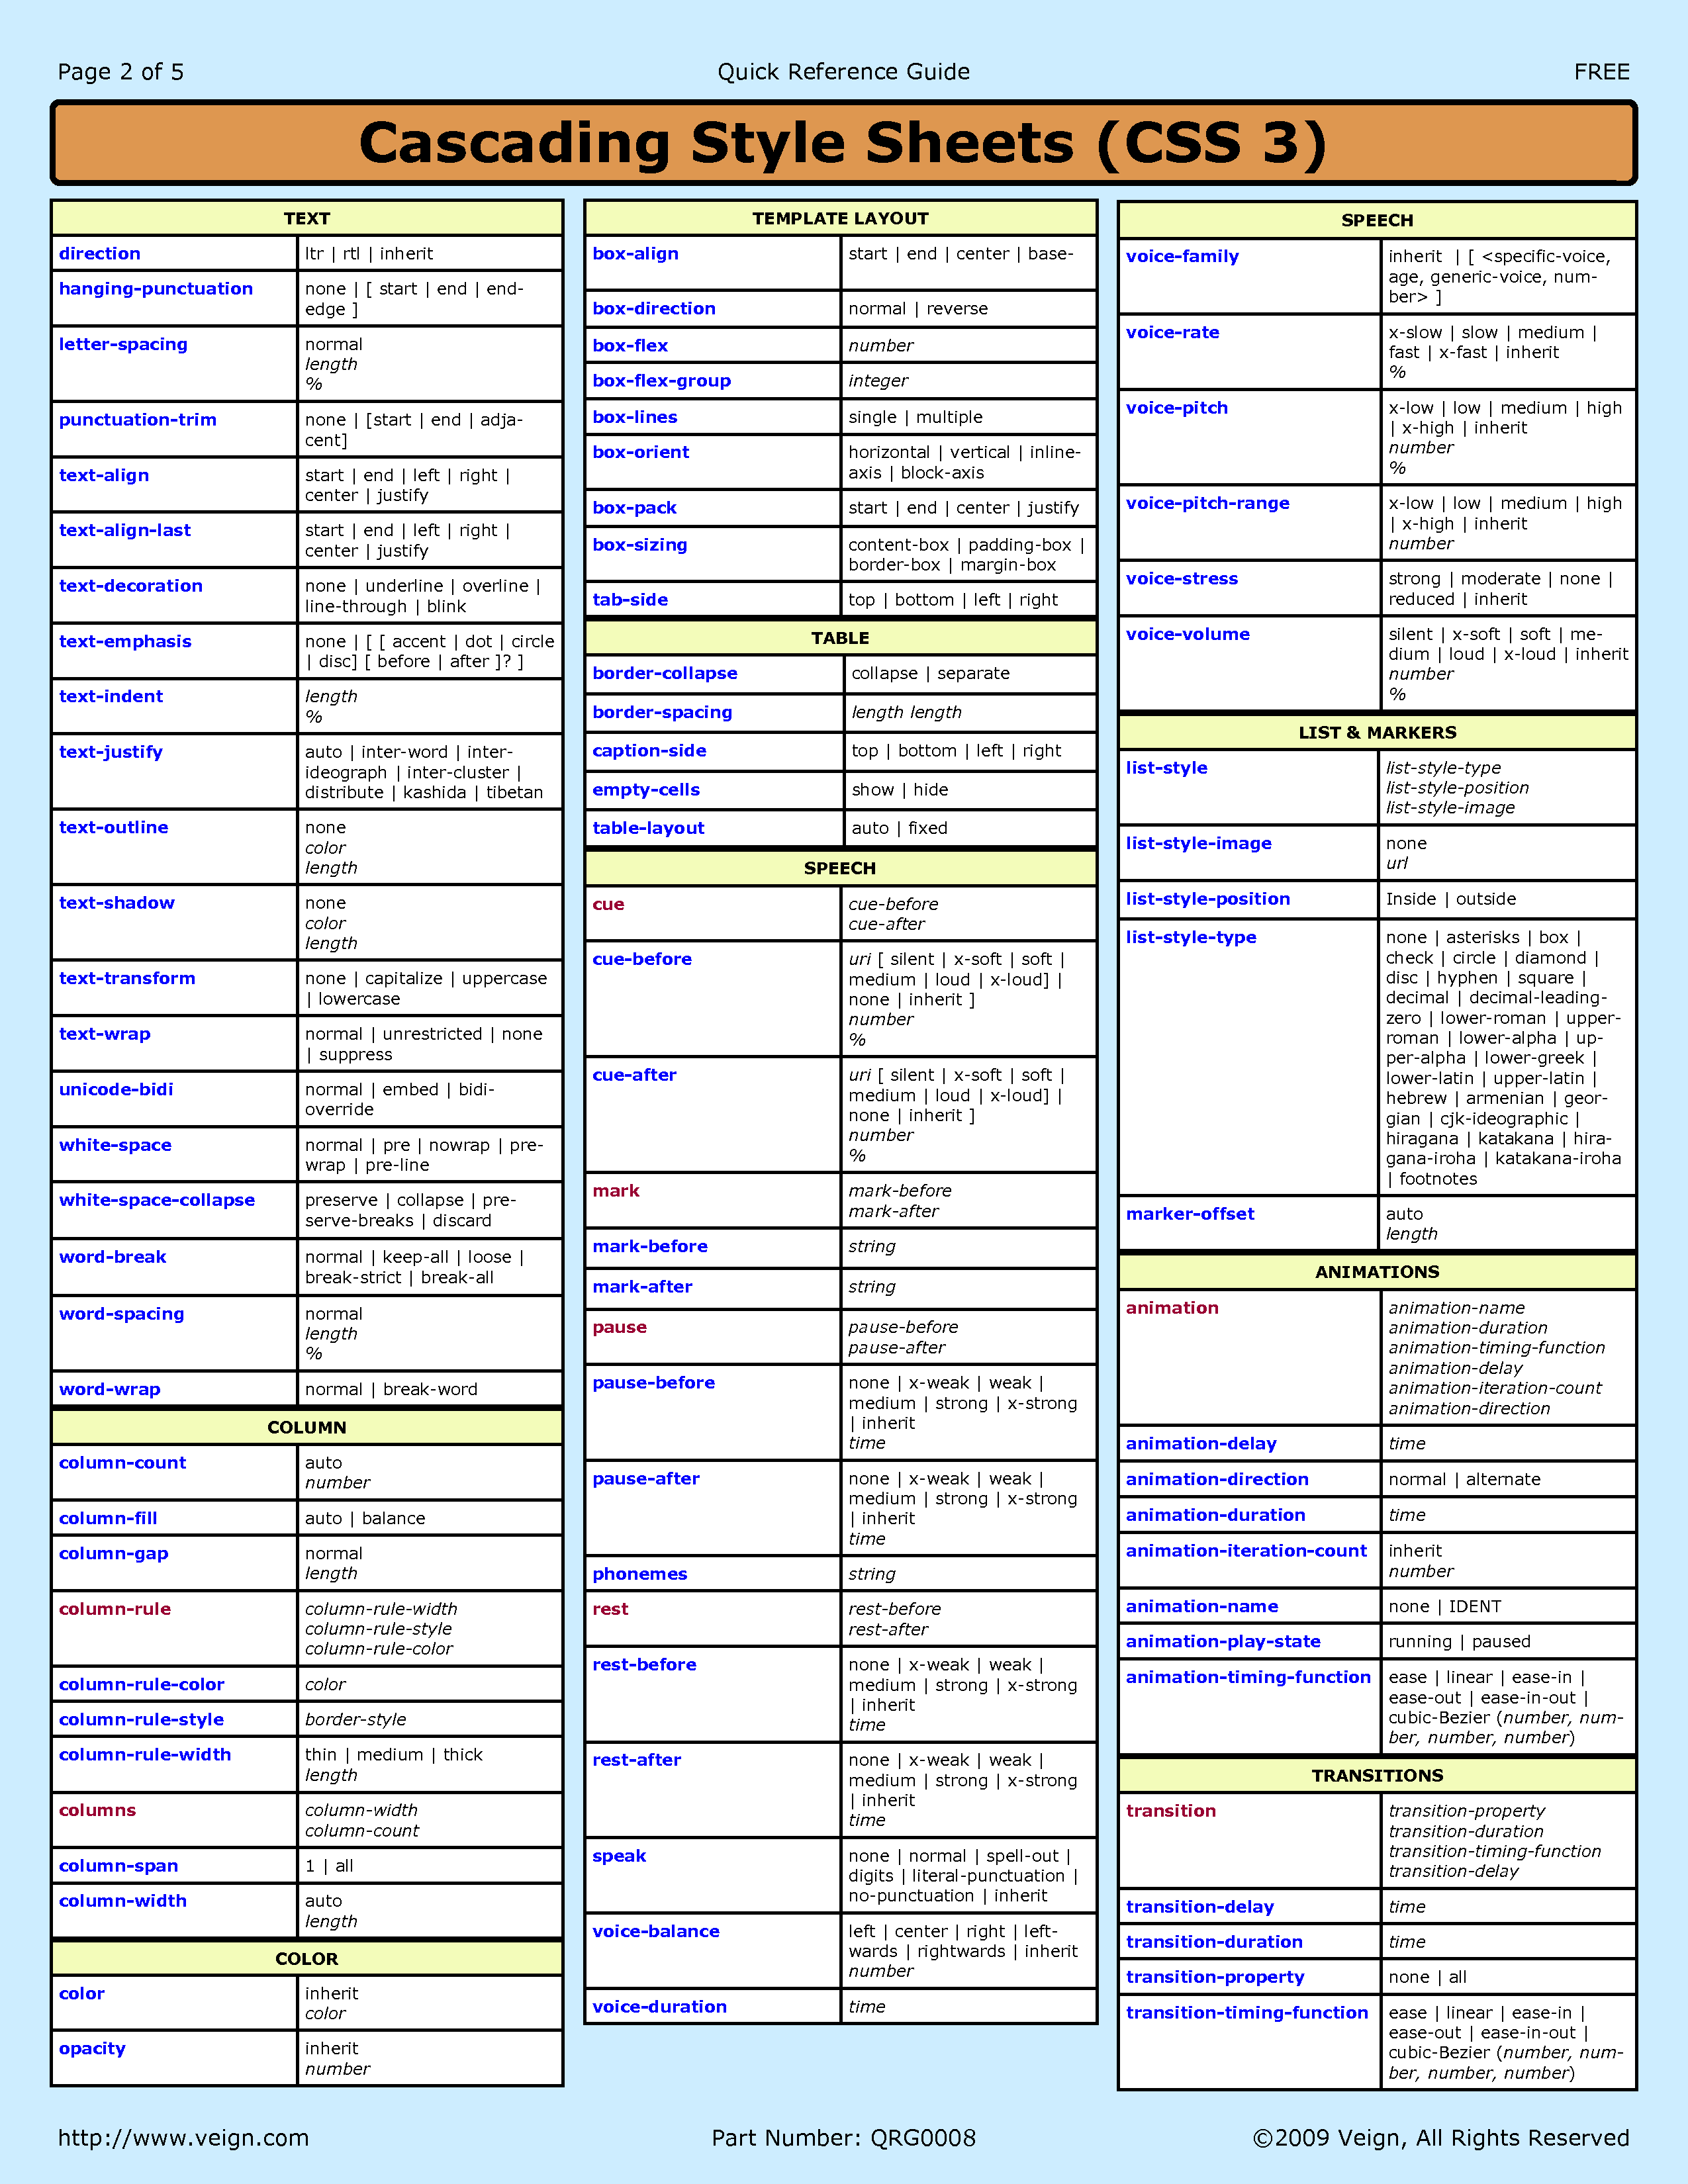 Page 2 of 5
Quick Reference Guide
FREE
Cascading Style Sheets (CSS 3)
TEXT
direction
ltr | rtl | inherit
hanging-punctuation
none | [ start | end | end-
edge ]
letter-spacing
normal
length
%
punctuation-trim
none | [start | end | adja-
cent]
text-align
start | end | left | right |
center | justify
text-align-last
start | end | left | right |
center | justify
text-decoration
none | underline | overline |
line-through | blink
text-emphasis
none | [ [ accent | dot | circle
| disc] [ before | after ]? ]
text-indent
length
%
text-justify
auto | inter-word | inter-
ideograph | inter-cluster |
distribute | kashida | tibetan
text-outline
none
color
length
text-shadow
none
color
length
text-transform
none | capitalize | uppercase
| lowercase
text-wrap
normal | unrestricted | none
| suppress
unicode-bidi
normal | embed | bidi-
override
white-space
normal | pre | nowrap | pre-
wrap | pre-line
white-space-collapse
preserve | collapse | pre-
serve-breaks | discard
word-break
normal | keep-all | loose |
break-strict | break-all
word-spacing
normal
length
%
word-wrap
normal | break-word
COLUMN
column-count
auto
number
column-fill
auto | balance
column-gap
normal
length
column-rule
column-rule-width
column-rule-style
column-rule-color
column-rule-color
color
column-rule-style
border-style
column-rule-width
thin | medium | thick
length
columns
column-width
column-count
column-span
1 | all
column-width
auto
length
COLOR
color
inherit
color
opacity
inherit
number
TEMPLATE LAYOUT
box-align
start | end | center | base-
box-direction
normal | reverse
box-flex
number
box-flex-group
integer
box-lines
single | multiple
box-orient
horizontal | vertical | inline-
axis | block-axis
box-pack
start | end | center | justify
box-sizing
content-box | padding-box |
border-box | margin-box
tab-side
top | bottom | left | right
TABLE
border-collapse
collapse | separate
border-spacing
length length
caption-side
top | bottom | left | right
empty-cells
show | hide
table-layout
auto | fixed
SPEECH
cue
cue-before
cue-after
cue-before
uri [ silent | x-soft | soft |
medium | loud | x-loud] |
none | inherit ]
number
%
cue-after
uri [ silent | x-soft | soft |
medium | loud | x-loud] |
none | inherit ]
number
%
mark
mark-before
mark-after
mark-before
string
mark-after
string
pause
pause-before
pause-after
pause-before
none | x-weak | weak |
medium | strong | x-strong
| inherit
time
pause-after
none | x-weak | weak |
medium | strong | x-strong
| inherit
time
phonemes
string
rest
rest-before
rest-after
rest-before
none | x-weak | weak |
medium | strong | x-strong
| inherit
time
rest-after
none | x-weak | weak |
medium | strong | x-strong
| inherit
time
speak
none | normal | spell-out |
digits | literal-punctuation |
no-punctuation | inherit
voice-balance
left | center | right | left-
wards | rightwards | inherit
number
voice-duration
time
SPEECH
voice-family
inherit | [ <specific-voice,
age, generic-voice, num-
ber> ]
voice-rate
x-slow | slow | medium |
fast | x-fast | inherit
%
voice-pitch
x-low | low | medium | high
| x-high | inherit
number
%
voice-pitch-range
x-low | low | medium | high
| x-high | inherit
number
voice-stress
strong | moderate | none |
reduced | inherit
voice-volume
silent | x-soft | soft | me-
dium | loud | x-loud | inherit
number
%
LIST & MARKERS
list-style
list-style-type
list-style-position
list-style-image
list-style-image
none
url
list-style-position
Inside | outside
list-style-type
none | asterisks | box |
check | circle | diamond |
disc | hyphen | square |
decimal | decimal-leading-
zero | lower-roman | upper-
roman | lower-alpha | up-
per-alpha | lower-greek |
lower-latin | upper-latin |
hebrew | armenian | geor-
gian | cjk-ideographic |
hiragana | katakana | hira-
gana-iroha | katakana-iroha
| footnotes
marker-offset
auto
length
ANIMATIONS
animation
animation-name
animation-duration
animation-timing-function
animation-delay
animation-iteration-count
animation-direction
animation-delay
time
animation-direction
normal | alternate
animation-duration
time
animation-iteration-count
inherit
number
animation-name
none | IDENT
animation-play-state
running | paused
animation-timing-function
ease | linear | ease-in |
ease-out | ease-in-out |
cubic-Bezier (number, num-
ber, number, number)
TRANSITIONS
transition
transition-property
transition-duration
transition-timing-function
transition-delay
transition-delay
time
transition-duration
time
transition-property
none | all
transition-timing-function
ease | linear | ease-in |
ease-out | ease-in-out |
cubic-Bezier (number, num-
ber, number, number)
http://www.veign.com
Part Number: QRG0008
©2009 Veign, All Rights Reserved